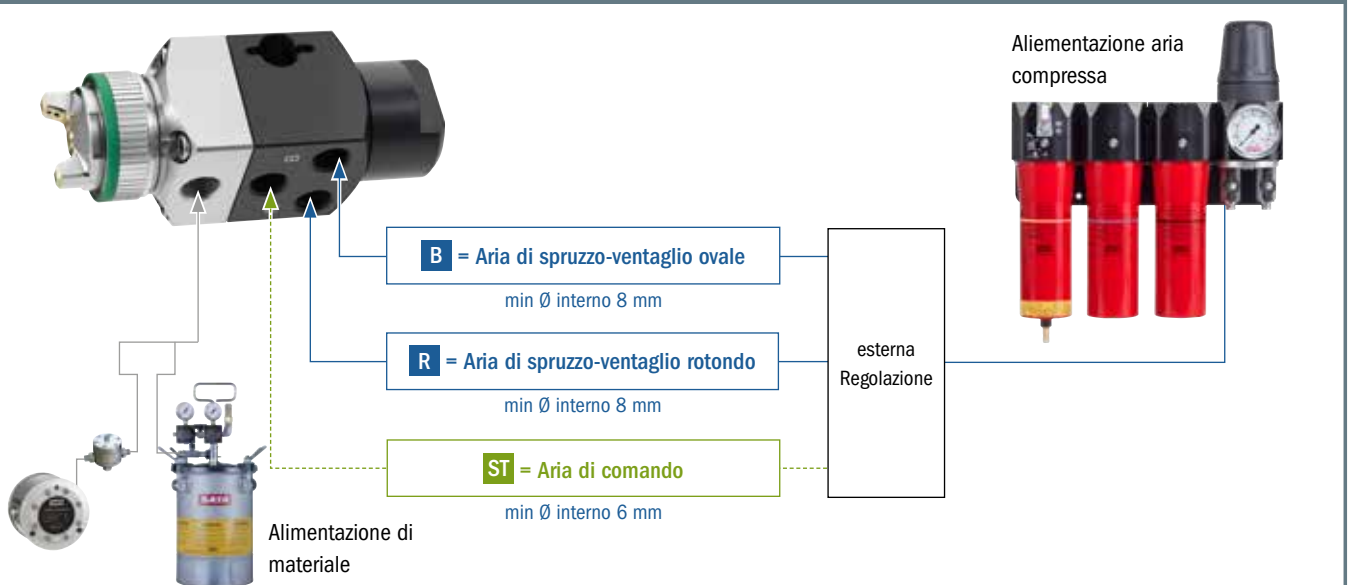 Aliementazione aria
compressa
B = Aria di spruzzo-ventaglio ovale
min Ø interno 8 mm
R = Aria di spruzzo-ventaglio rotondo
min Ø interno 8 mm
esterna
Regolazione
ST = Aria di comando
min Ø interno 6 mm
SATA
Alimentazione di
materiale